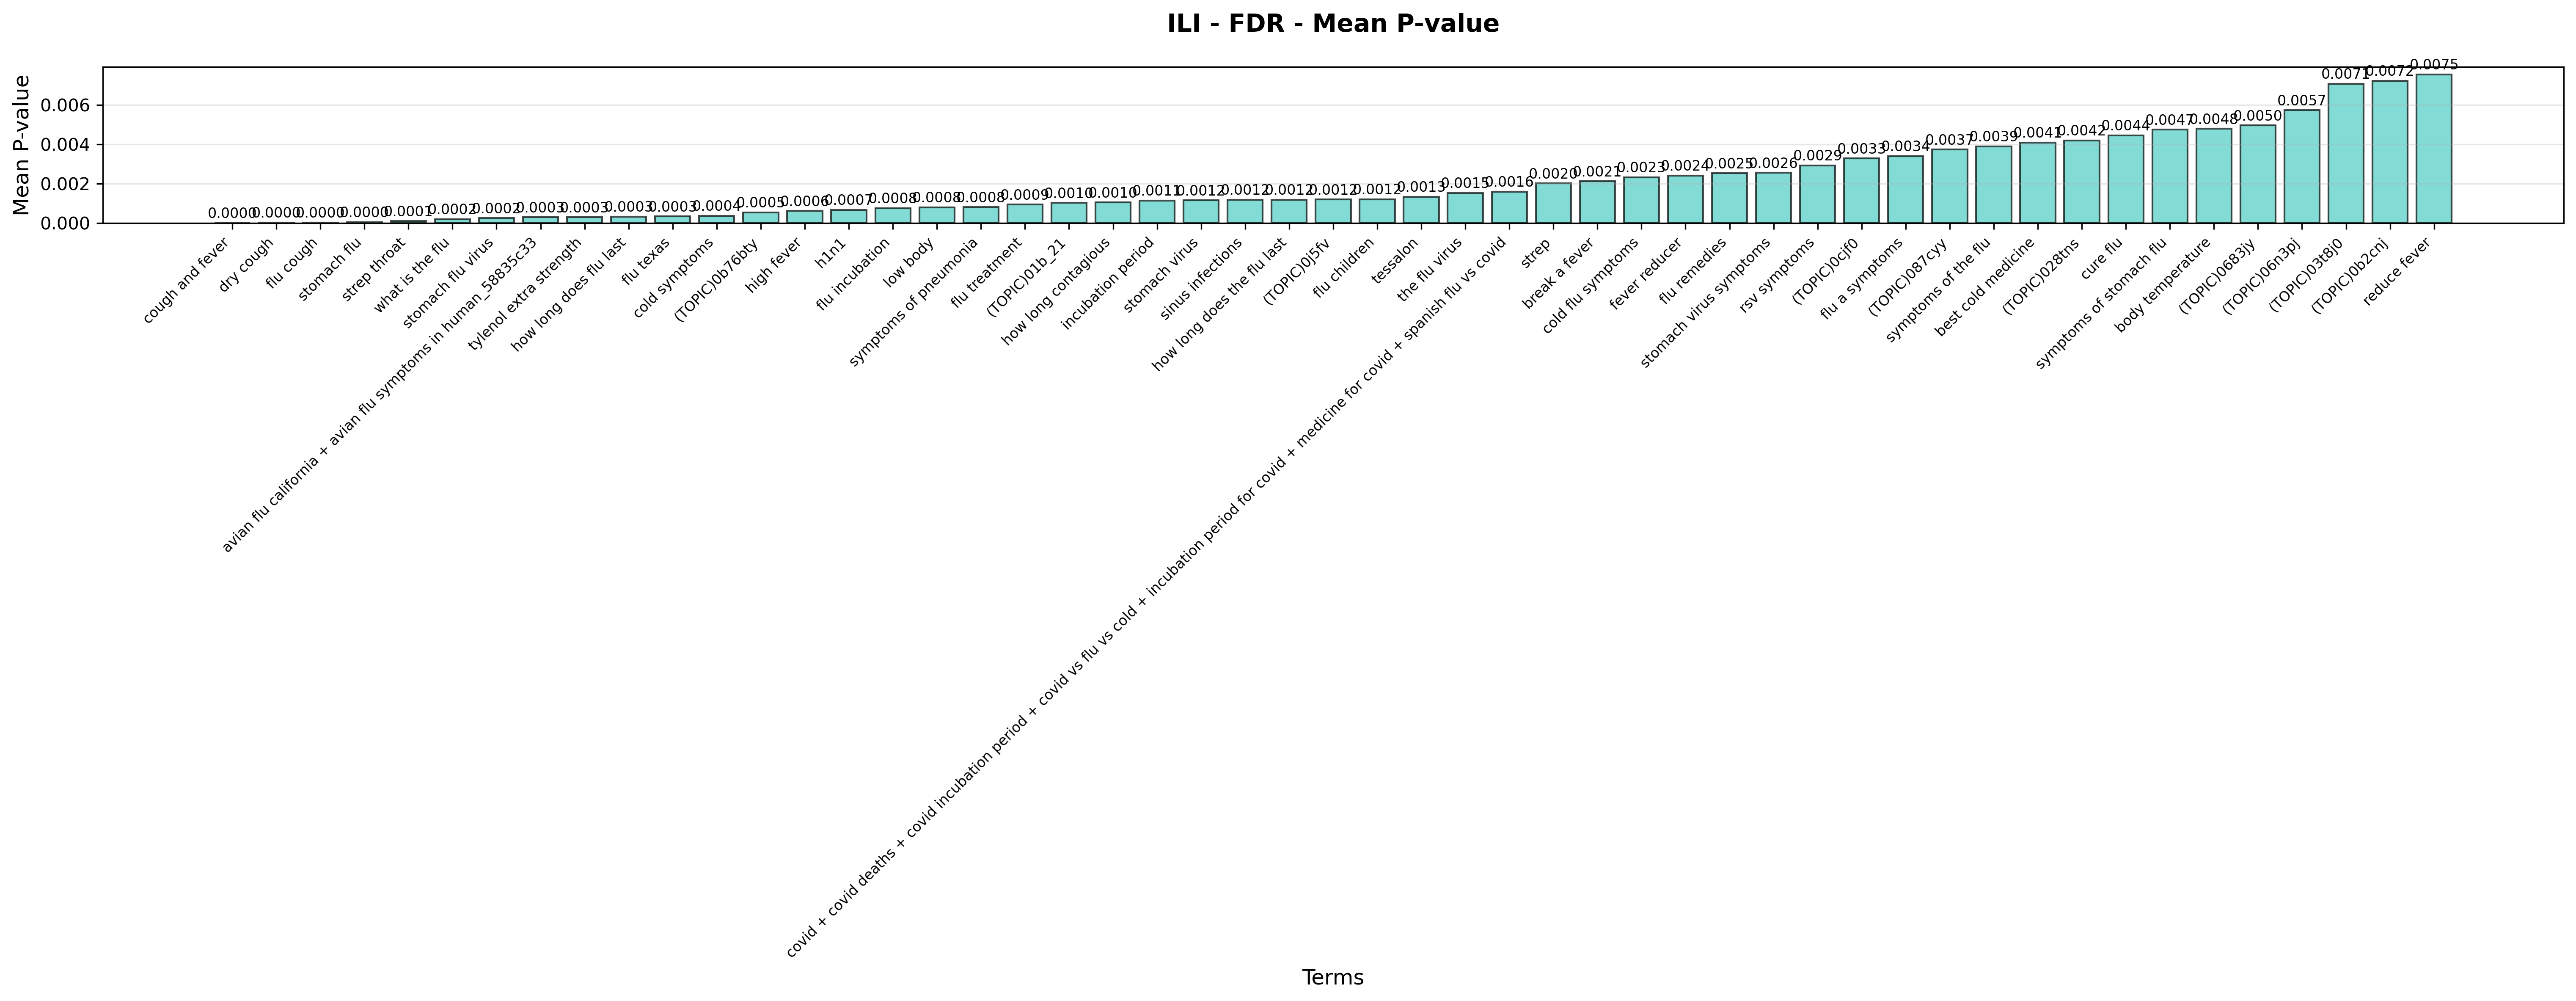 ILI - FDR - Mean P-value
Mean P-value
0.006
0.004
0.002
0.000
0.0000
0.0000
0.0000
0.0000
0.0001
0.0002
0.0002
0.0003
0.0003
0.0003
0.0003
0.0004
0.0005
0.0006
0.0007
0.0008
0.0008
0.0008
0.0009
0.0010
0.0010
0.0011
0.0012
0.0012
0.0012
0.0012
0.0012
0.0013
0.0015
0.0016
0.0020
0.0021
0.0023
0.0024
0.0025
0.0026
0.0029
0.0033
0.0034
0.0037
0.0039
0.0041
0.0042
0.0044
0.0047
0.0048
0.0050
0.0057
0.0071
0.0072
0.0075
cough and fever
dry cough
flu cough
stomach flu
strep throat
what is the flu
stomach flu virus
avian flu california + avian flu symptoms in human_58835c33
tylenol extra strength
how long does flu last
flu texas
cold symptoms
(TOPIC)0b76bty
high fever
h1n1
flu incubation
low body
symptoms of pneumonia
flu treatment
(TOPIC)01b_21
how long contagious
incubation period
stomach virus
sinus infections
how long does the flu last
(TOPIC)0j5fv
flu children
tessalon
the flu virus
covid + covid deaths + covid incubation period + covid vs flu vs cold + incubation period for covid + medicine for covid + spanish flu vs covid
strep
break a fever
cold flu symptoms
fever reducer
flu remedies
stomach virus symptoms
rsv symptoms
(TOPIC)0cjf0
flu a symptoms
(TOPIC)087cyy
symptoms of the flu
best cold medicine
(TOPIC)028tns
cure flu
symptoms of stomach flu
body temperature
(TOPIC)0683jy
(TOPIC)06n3pj
(TOPIC)03t8j0
(TOPIC)0b2cnj
reduce fever
Terms